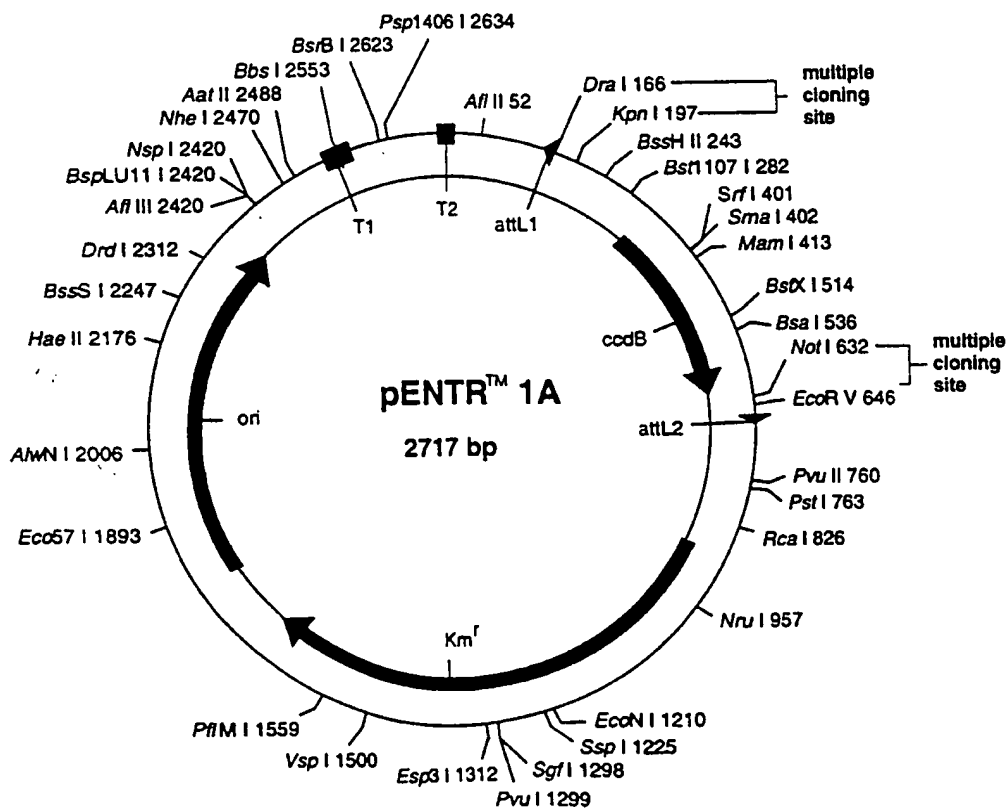 Psp1406 I 2634
BsrB I 2623
Bbs I 2553
Aat II 2488
Nhe I 2470
Nsp I 2420
BspLU11 I 2420
Afl III 2420
Drd I 2312
BssS I 2247
Hae II 2176
AlwN I 2006
Eco57 I 1893
Afl II 52
Dra I 166
Kpn I 197
multiple
cloning
site
BssH II 243
Bst1107 I 282
Srf I 401
Sma I 402
Mam I 413
BstX I 514
Bsa I 536
Not I 632
EcoR V 646
multiple
cloning
site
Pvu II 760
Pst I 763
Rca I 826
Nru I 957
EcoN I 1210
Ssp I 1225
Sgf I 1298
Pvu I 1299
Esp3 I 1312
Vsp I 1500
PflM I 1559
T1
T2
attL1
ccdB
attL2
ori
Kmʳ
pENTR™ 1A
2717 bp